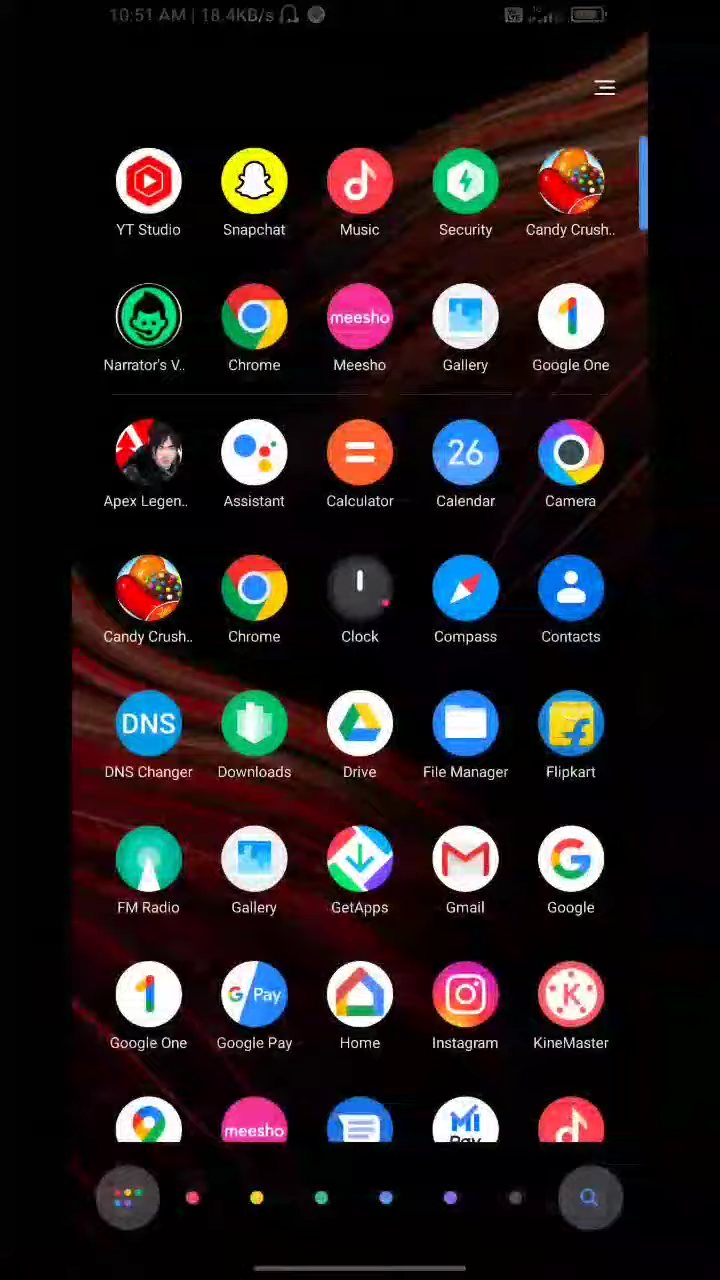 10:51 AM | 18.4KB/s
YT Studio Snapchat Music Security Candy Crush..
meesho
Narrator's V.. Chrome Meesho Gallery Google One
26
Apex Legen.. Assistant Calculator Calendar Camera
Candy Crush.. Chrome Clock Compass Contacts
DNS
DNS Changer Downloads Drive File Manager Flipkart
FM Radio Gallery GetApps Gmail Google
G Pay K
Google One Google Pay Home Instagram KineMaster
meesho Mi Pay